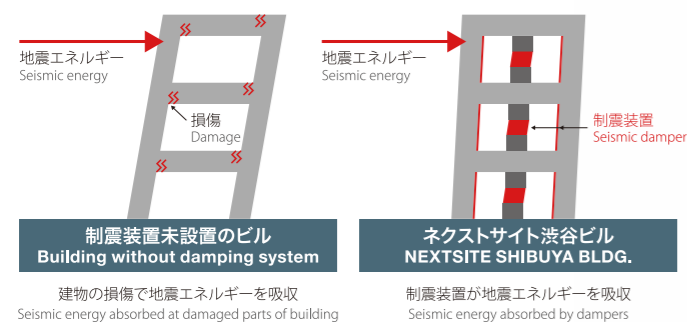 地震エネルギー
Seismic energy
損傷
Damage
制震装置未設置のビル
Building without damping system
建物の損傷で地震エネルギーを吸収
Seismic energy absorbed at damaged parts of building
地震エネルギー
Seismic energy
制震装置
Seismic damper
ネクストサイト渋谷ビル
NEXTSITE SHIBUYA BLDG.
制震装置が地震エネルギーを吸収
Seismic energy absorbed by dampers